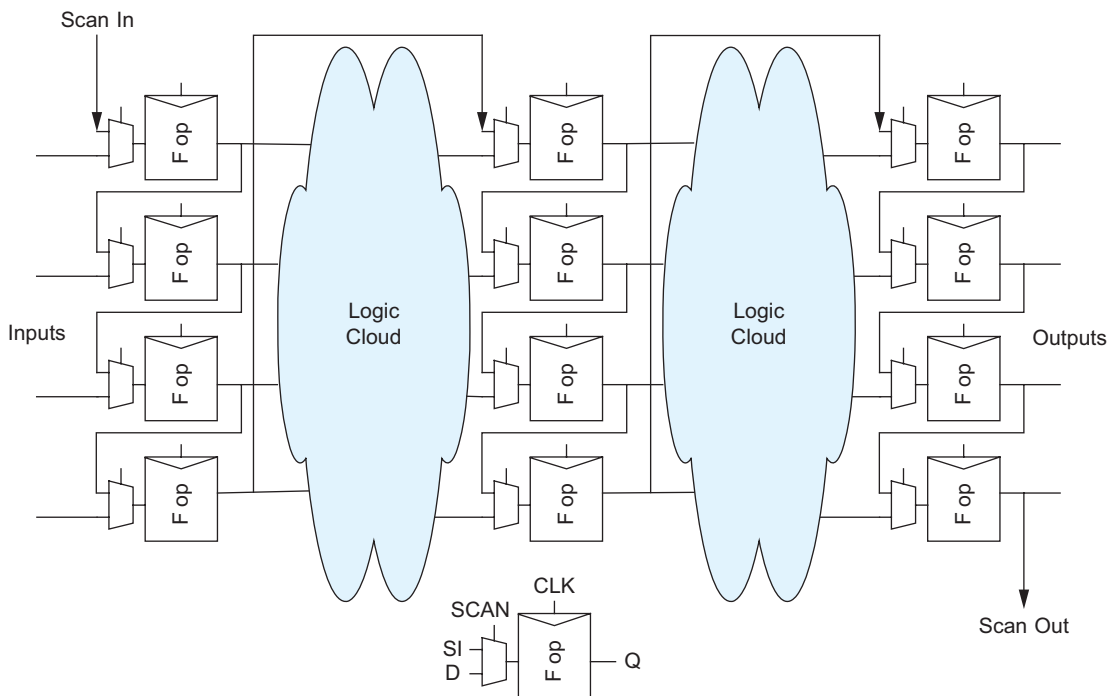 Scan In
F op
F op
F op
F op
F op
F op
Inputs
Logic
Cloud
Logic
Cloud
Outputs
F op
F op
F op
F op
F op
F op
CLK
SCAN
SI
D
F op
Q
Scan Out